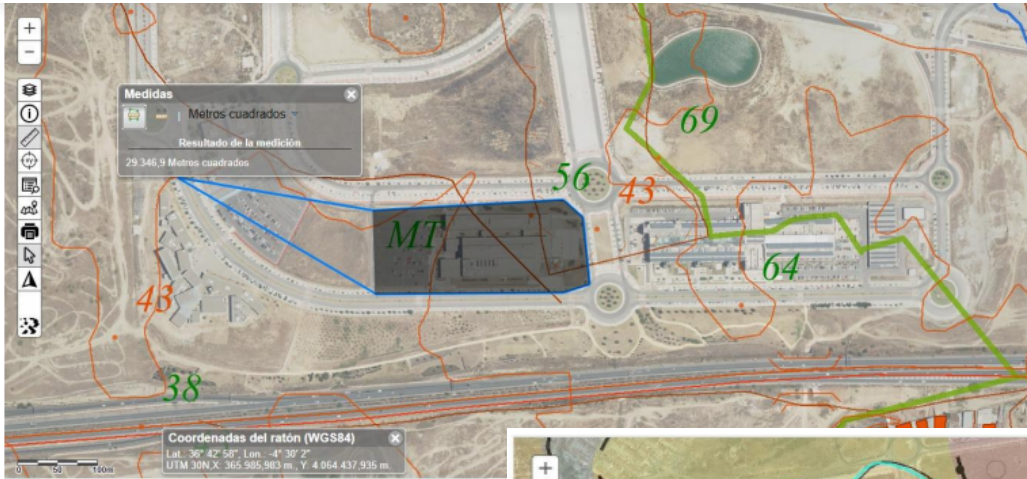 +
−
Medidas
Metros cuadrados
Resultado de la medición
29.346,9 Metros cuadrados
69
56
43
MT
64
43
38
Coordenadas del ratón (WGS84)
Lat.: 36° 42' 58", Lon.: -4° 30' 2"
UTM 30N,X: 365.985,983 m., Y: 4.064.437,935 m.
0 50 100m
+